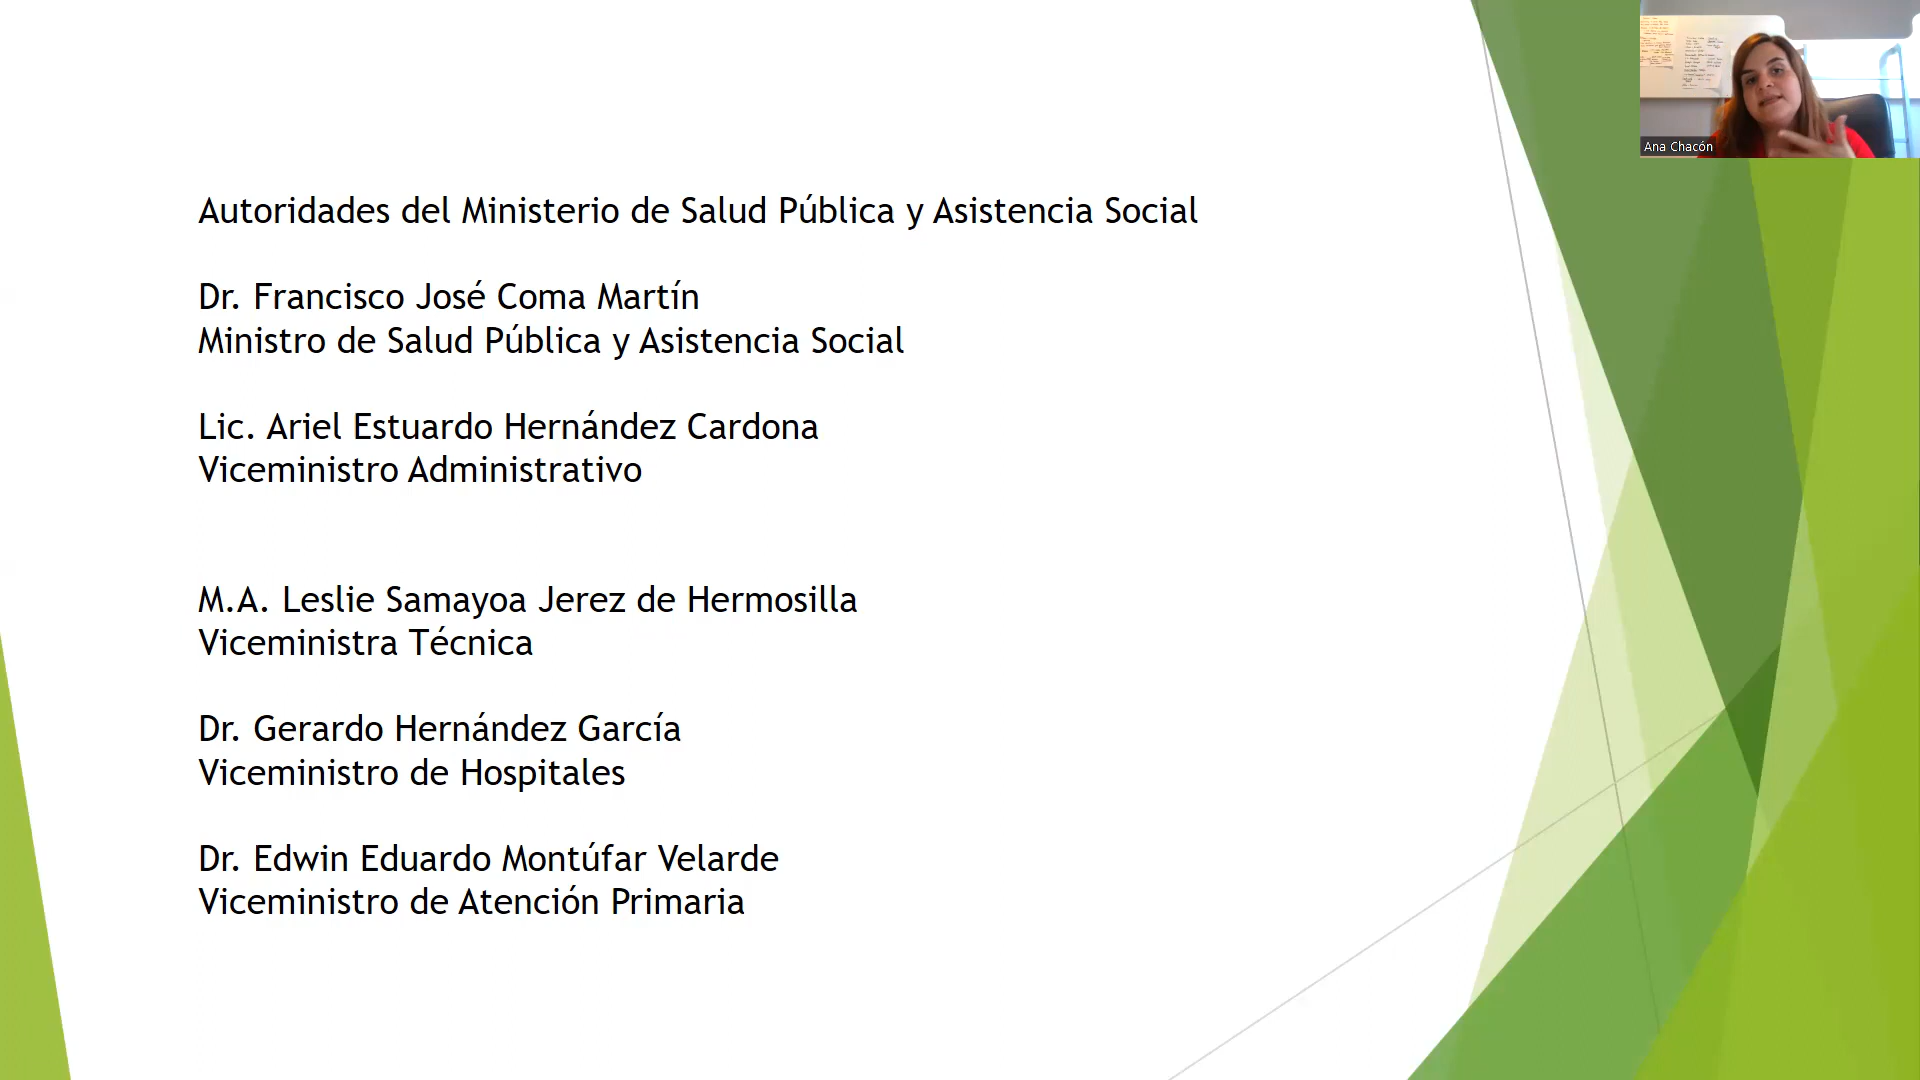 Autoridades del Ministerio de Salud Pública y Asistencia Social
Dr. Francisco José Coma Martín
Ministro de Salud Pública y Asistencia Social
Lic. Ariel Estuardo Hernández Cardona
Viceministro Administrativo
M.A. Leslie Samayoa Jerez de Hermosilla
Viceministra Técnica
Dr. Gerardo Hernández García
Viceministro de Hospitales
Dr. Edwin Eduardo Montúfar Velarde
Viceministro de Atención Primaria
Ana Chacón